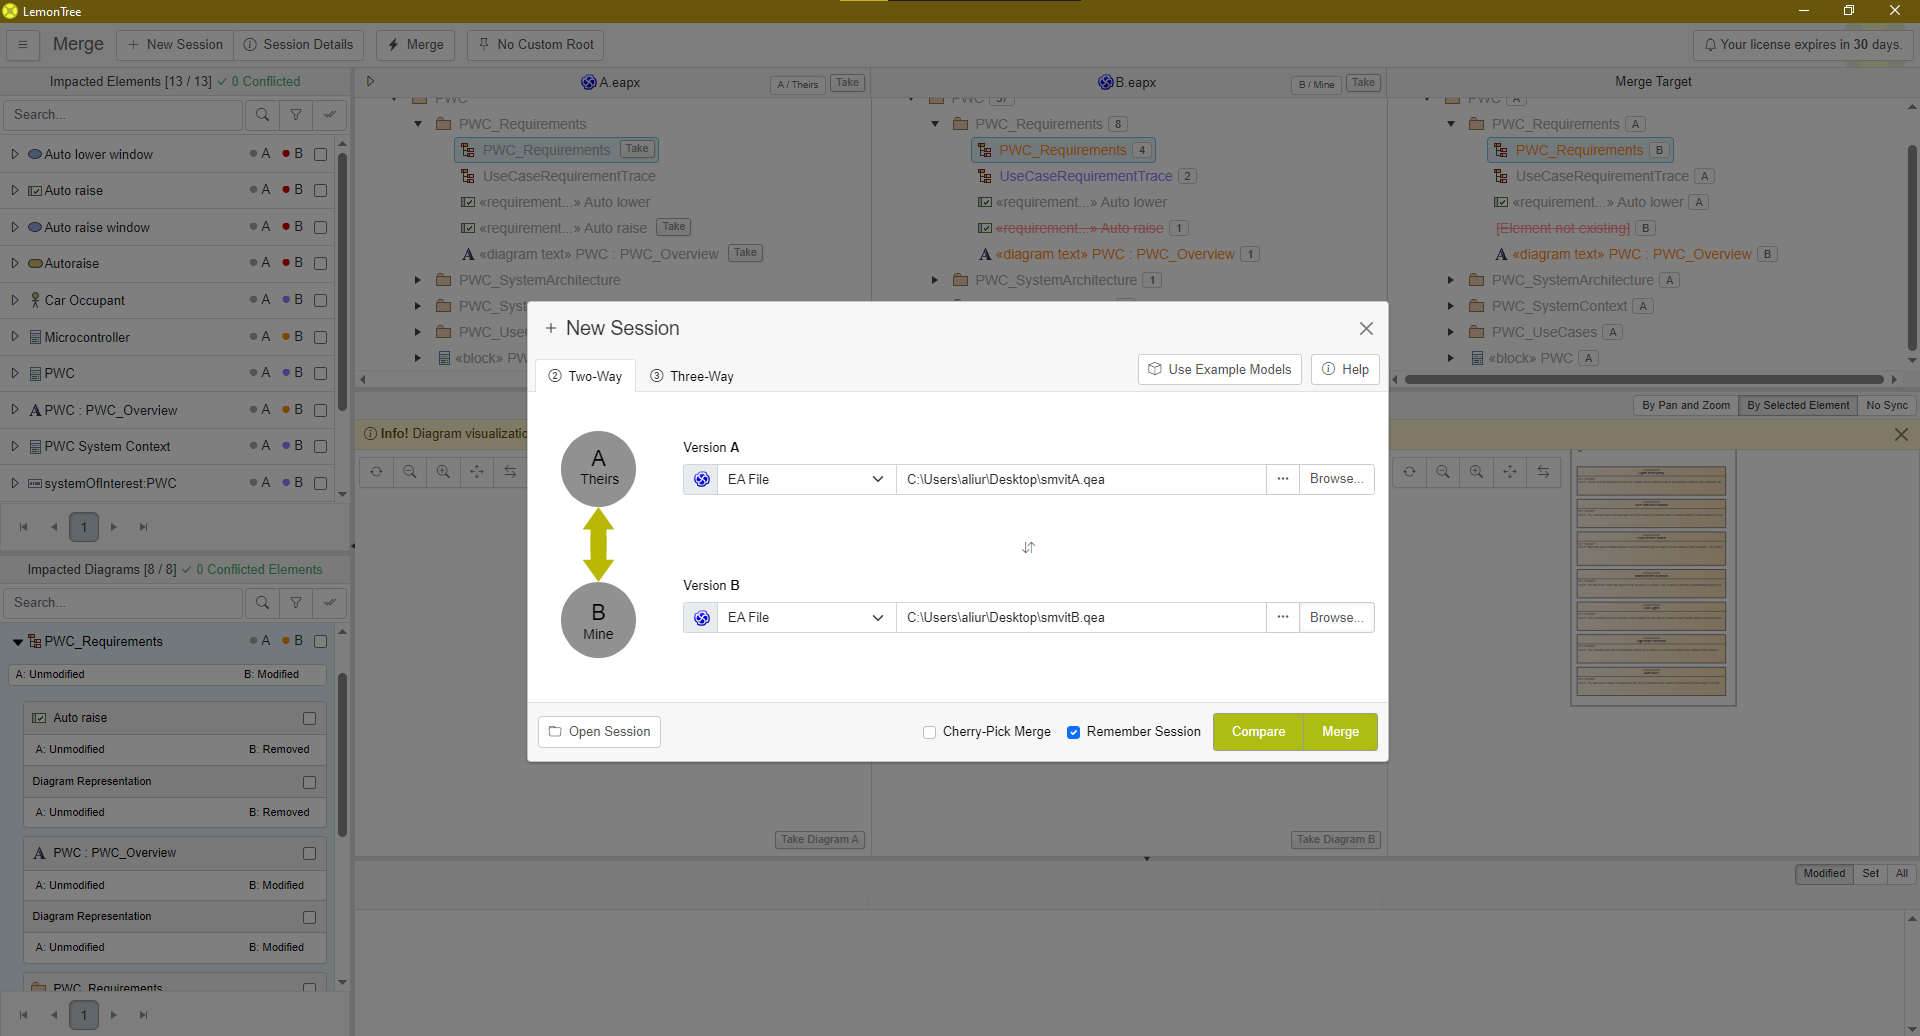 LemonTree
Merge
New Session
Session Details
Merge
No Custom Root
Your license expires in 30 days.
Impacted Elements [13 / 13] ✓ 0 Conflicted
Search...
Auto lower window A B
Auto raise A B
Auto raise window A B
Autoraise A B
Car Occupant A B
Microcontroller A B
PWC A B
PWC : PWC_Overview A B
PWC System Context A B
systemOfInterest:PWC A B
1
Impacted Diagrams [8 / 8] ✓ 0 Conflicted Elements
Search...
PWC_Requirements A B
A: Unmodified B: Modified
Auto raise
A: Unmodified B: Removed
Diagram Representation
A: Unmodified B: Removed
PWC : PWC_Overview
A: Unmodified B: Modified
Diagram Representation
A: Unmodified B: Modified
PWC_Requirements
1
A.eapx A / Theirs Take
PWC
PWC_Requirements
PWC_Requirements Take
UseCaseRequirementTrace
«requirement...» Auto lower
«requirement...» Auto raise Take
«diagram text» PWC : PWC_Overview Take
PWC_SystemArchitecture
PWC_Syst
PWC_UseC
«block» PW
B.eapx B / Mine Take
PWC 37
PWC_Requirements 8
PWC_Requirements 4
UseCaseRequirementTrace 2
«requirement...» Auto lower
«requirement...» Auto raise 1
«diagram text» PWC : PWC_Overview 1
PWC_SystemArchitecture 1
Merge Target
PWC A
PWC_Requirements A
PWC_Requirements B
UseCaseRequirementTrace A
«requirement...» Auto lower A
[Element not existing] B
«diagram text» PWC : PWC_Overview B
PWC_SystemArchitecture A
PWC_SystemContext A
PWC_UseCases A
«block» PWC A
By Pan and Zoom By Selected Element No Sync
Info! Diagram visualizatio
Take Diagram A
Take Diagram B
Modified Set All
New Session
2 Two-Way
3 Three-Way
Use Example Models
Help
A
Theirs
Version A
EA File
C:\Users\aliur\Desktop\smvitA.qea
...
Browse...
B
Mine
Version B
EA File
C:\Users\aliur\Desktop\smvitB.qea
...
Browse...
Open Session
Cherry-Pick Merge
Remember Session
Compare
Merge